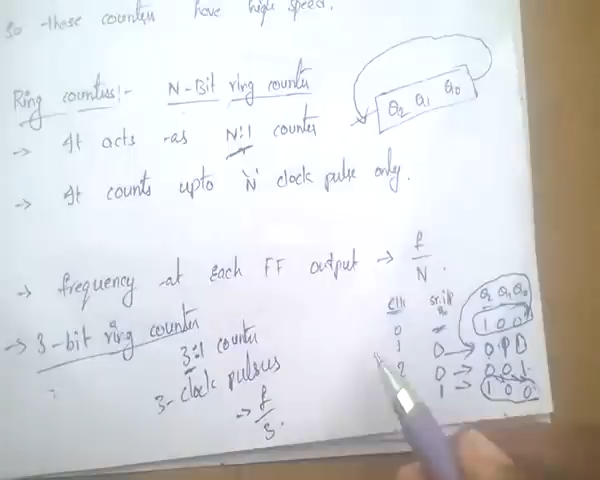 So these counters have high speed.
Ring counters:- N-Bit ring counter
Q2 Q1 Q0
→ It acts as N:1 counter
→ It counts upto 'N' clock pulse only.
→ frequency at each FF output → f/N.
→ 3-bit ring counter
3:1 counter
3- clock pulses
→ f/3.
Clk Q2 Q1 Q0
0 1 0 0
1 0 → 0 1 0
2 0 → 0 0 1
1 → 1 0 0